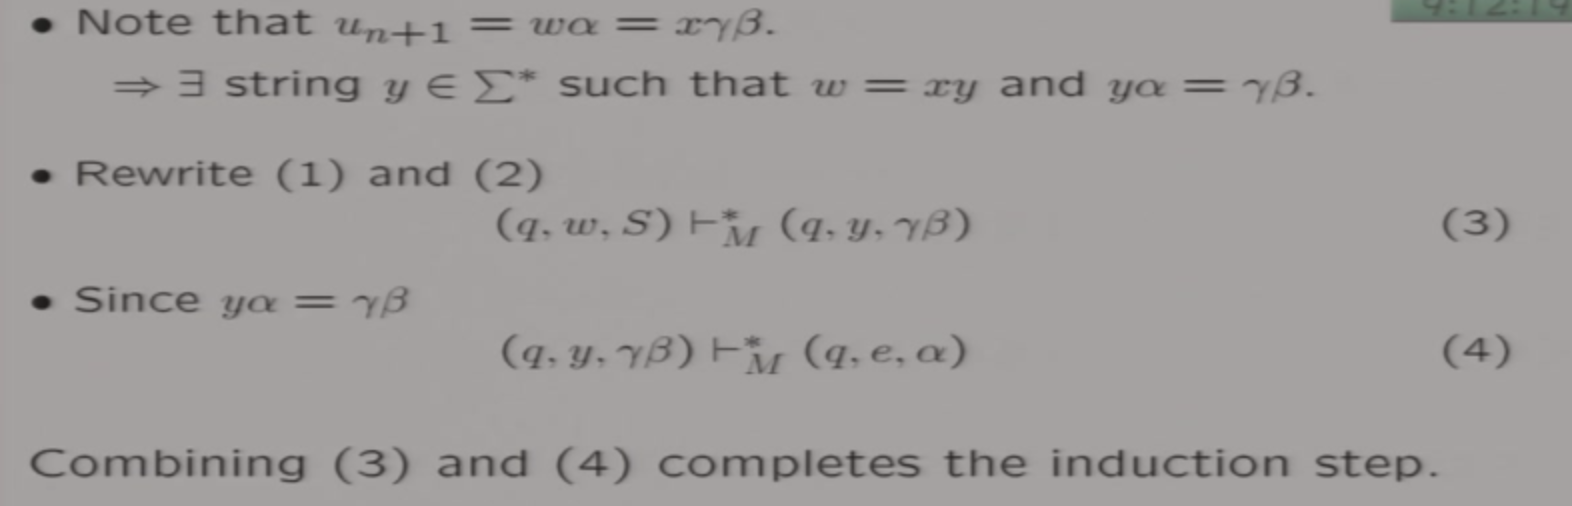 • Note that uₙ₊₁ = wα = xγβ.
⇒ ∃ string y ∈ Σ* such that w = xy and yα = γβ.
• Rewrite (1) and (2)
(q, w, S) ⊢*_M (q, y, γβ) (3)
• Since yα = γβ
(q, y, γβ) ⊢*_M (q, e, α) (4)
Combining (3) and (4) completes the induction step.